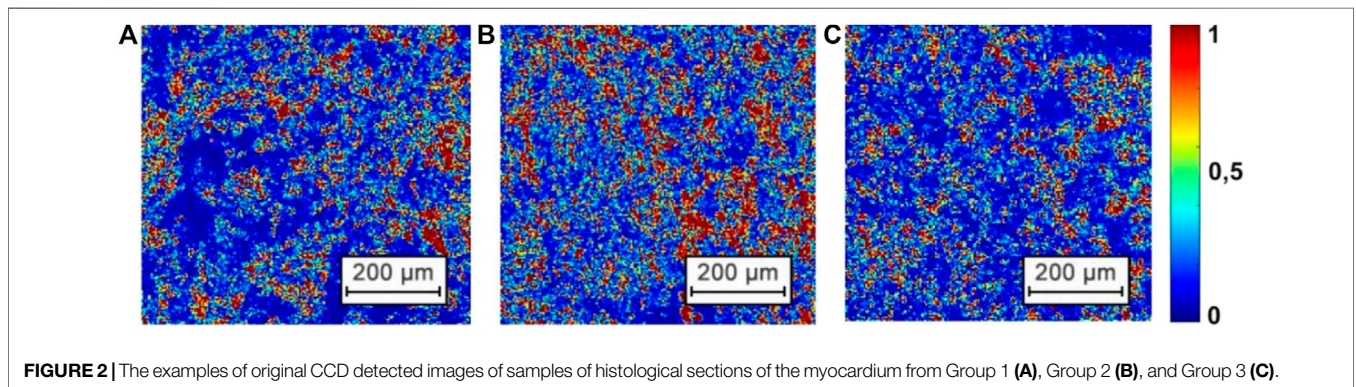 A
B
C
1
0,5
0
200 µm
200 µm
200 µm
FIGURE 2 | The examples of original CCD detected images of samples of histological sections of the myocardium from Group 1 (A), Group 2 (B), and Group 3 (C).